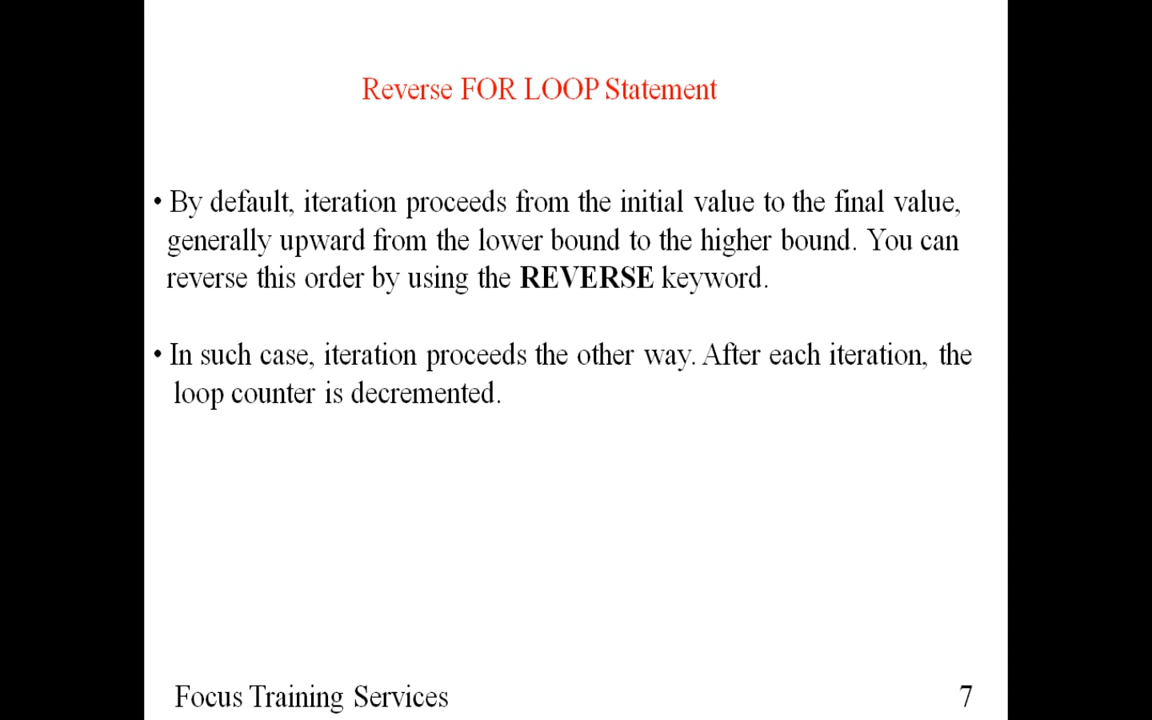 Reverse FOR LOOP Statement
• By default, iteration proceeds from the initial value to the final value,
generally upward from the lower bound to the higher bound. You can
reverse this order by using the REVERSE keyword.
• In such case, iteration proceeds the other way. After each iteration, the
loop counter is decremented.
Focus Training Services 7